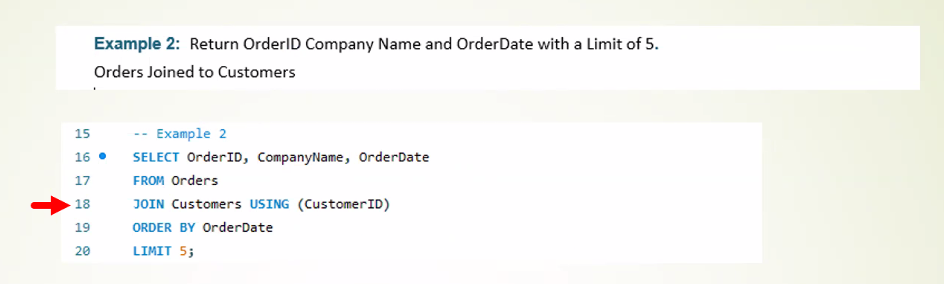 Example 2: Return OrderID Company Name and OrderDate with a Limit of 5.
Orders Joined to Customers
15 -- Example 2
16 SELECT OrderID, CompanyName, OrderDate
17 FROM Orders
18 JOIN Customers USING (CustomerID)
19 ORDER BY OrderDate
20 LIMIT 5;